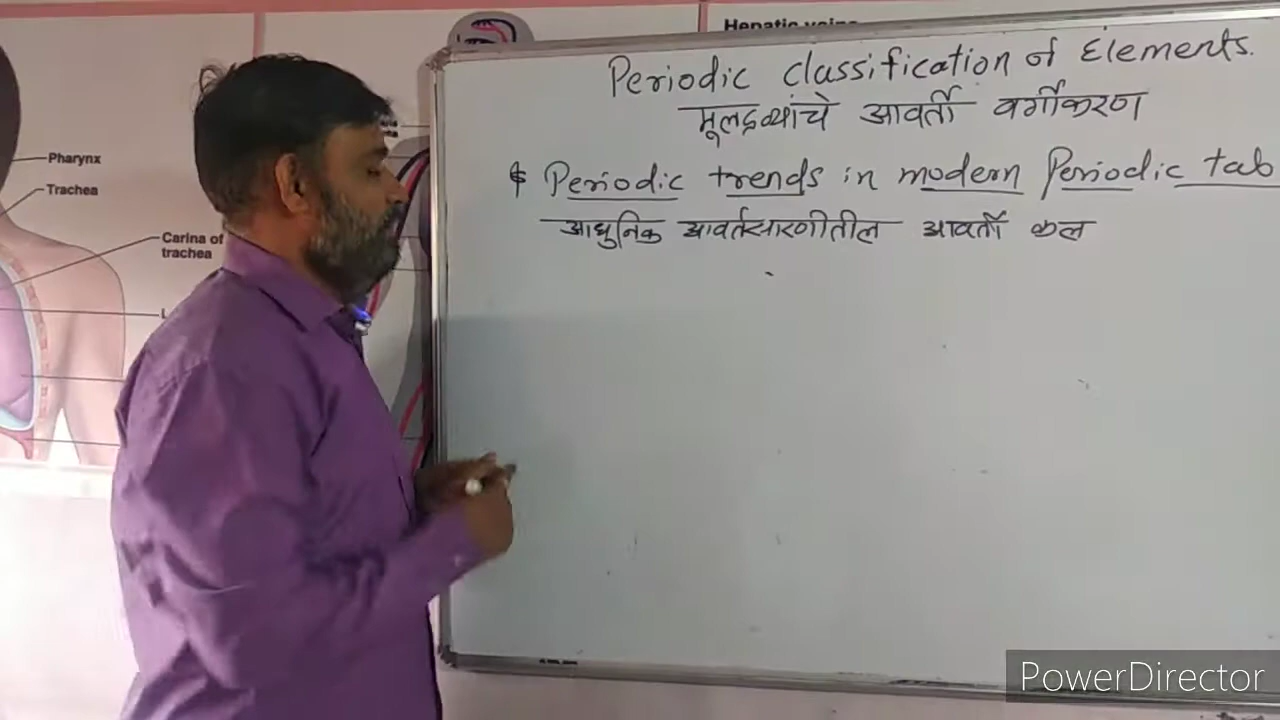 Hepatic veins
Periodic classification of Elements.
मूलद्रव्यांचे आवर्ती वर्गीकरण
Periodic trends in modern Periodic tab
आधुनिक आवर्तसारणीतील आवर्ती कल
Pharynx
Trachea
Carina of
trachea
L
PowerDirector